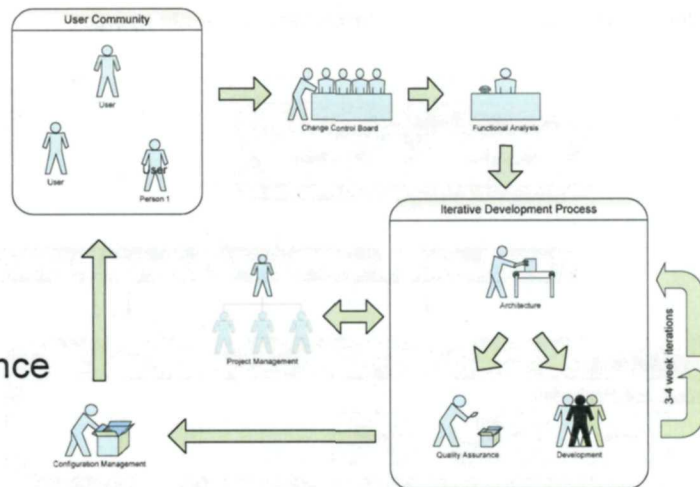 User Community
User
User
User
Person 1
Change Control Board
Functional Analysis
Iterative Development Process
Architecture
Project Management
3-4 week iterations
Configuration Management
Quality Assurance
Development